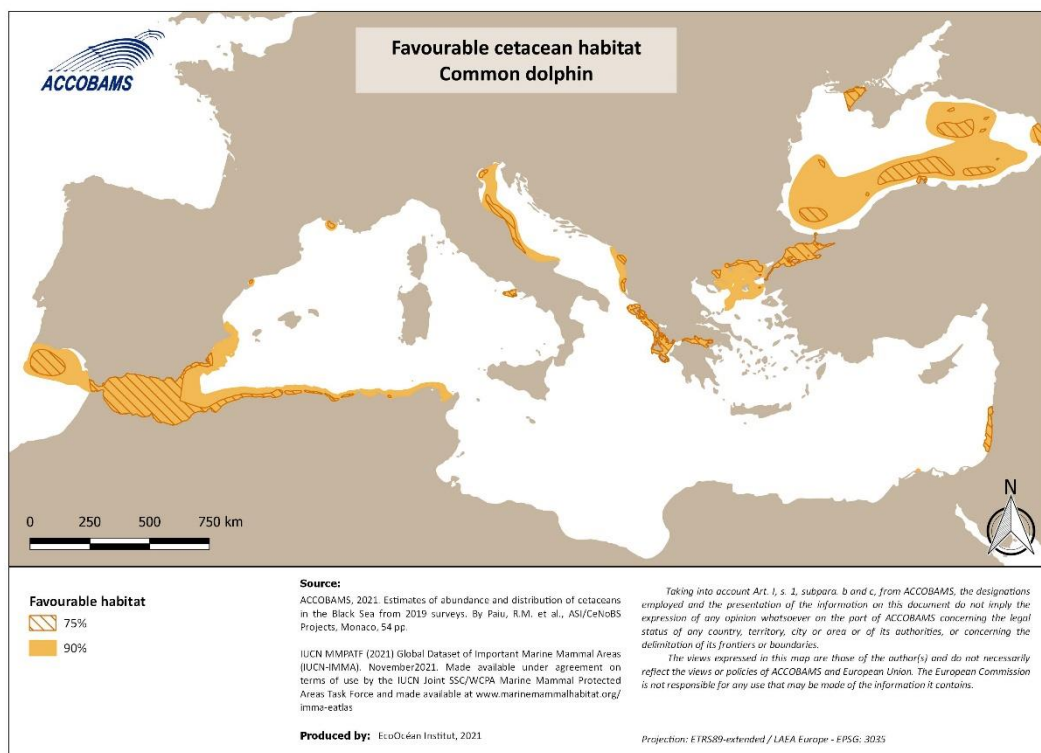 ACCOBAMS
Favourable cetacean habitat
Common dolphin
N
0 250 500 750 km
Favourable habitat
75%
90%
Source:
ACCOBAMS, 2021. Estimates of abundance and distribution of cetaceans
in the Black Sea from 2019 surveys. By Paiu, R.M. et al., ASI/CeNoBS
Projects, Monaco, 54 pp.
IUCN MMPATF (2021) Global Dataset of Important Marine Mammal Areas
(IUCN-IMMA). November2021. Made available under agreement on
terms of use by the IUCN Joint SSC/WCPA Marine Mammal Protected
Areas Task Force and made available at www.marinemammalhabitat.org/
imma-eatlas
Produced by: EcoOcéan Institut, 2021
Taking into account Art. I, s. 1, subpara. b and c, from ACCOBAMS, the designations
employed and the presentation of the information on this document do not imply the
expression of any opinion whatsoever on the part of ACCOBAMS concerning the legal
status of any country, territory, city or area or of its authorities, or concerning the
delimitation of its frontiers or boundaries.
The views expressed in this map are those of the author(s) and do not necessarily
reflect the views or policies of ACCOBAMS and European Union. The European Commission
is not responsible for any use that may be made of the information it contains.
Projection: ETRS89-extended / LAEA Europe - EPSG: 3035